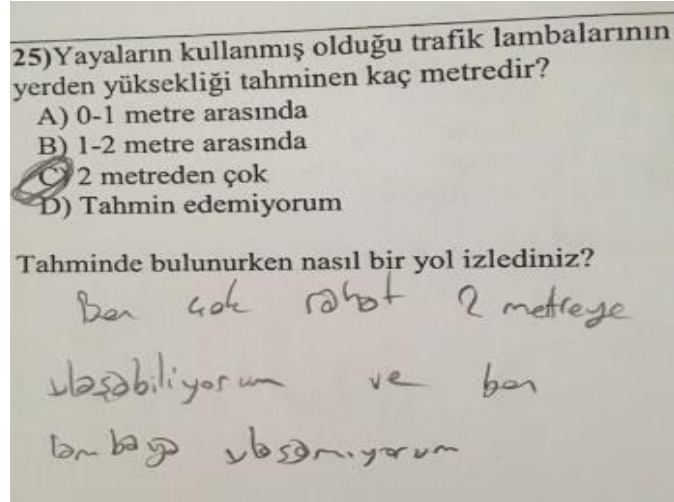 25)Yayaların kullanmış olduğu trafik lambalarının
yerden yüksekliği tahminen kaç metredir?
A) 0-1 metre arasında
B) 1-2 metre arasında
C) 2 metreden çok
D) Tahmin edemiyorum
Tahminde bulunurken nasıl bir yol izlediniz?
Ben çok rahat 2 metreye
ulaşabiliyorum ve ben
lambaya ulaşamıyorum